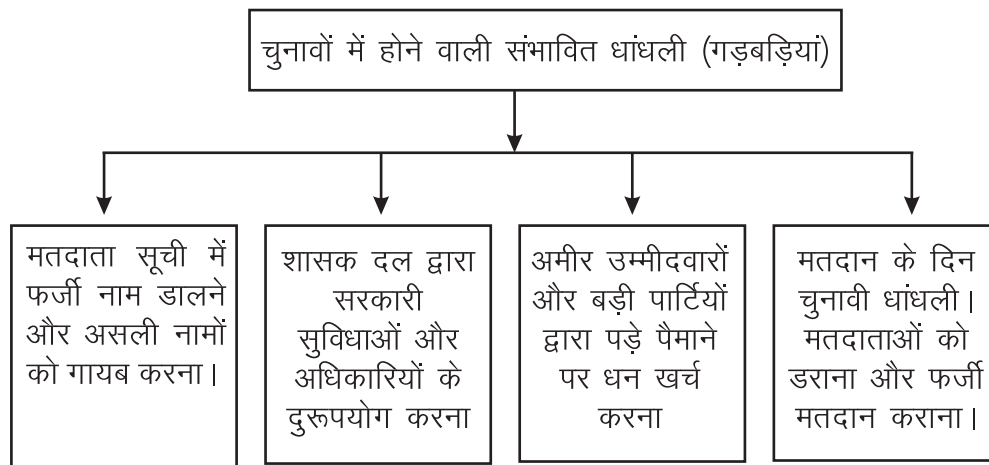 चुनावों में होने वाली संभावित धांधली (गड़बड़ियां)
मतदाता सूची में
फर्जी नाम डालने
और असली नामों
को गायब करना।
शासक दल द्वारा
सरकारी
सुविधाओं और
अधिकारियों के
दुरूपयोग करना
अमीर उम्मीदवारों
और बड़ी पार्टियों
द्वारा पड़े पैमाने
पर धन खर्च
करना
मतदान के दिन
चुनावी धांधली।
मतदाताओं को
डराना और फर्जी
मतदान कराना।